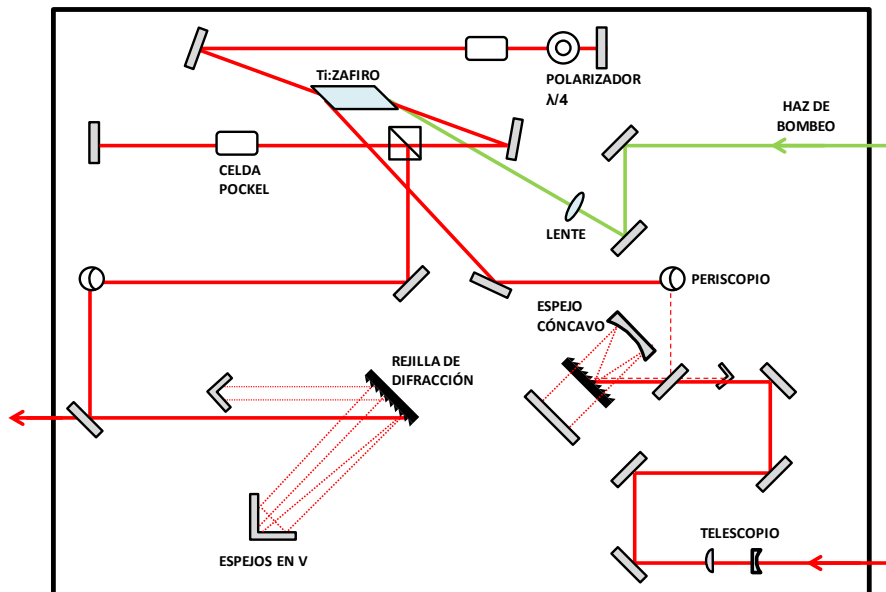 Ti:ZAFIRO
POLARIZADOR
λ/4
HAZ DE
BOMBEO
CELDA
POCKEL
LENTE
PERISCOPIO
ESPEJO
CÓNCAVO
REJILLA DE
DIFRACCIÓN
TELESCOPIO
ESPEJOS EN V